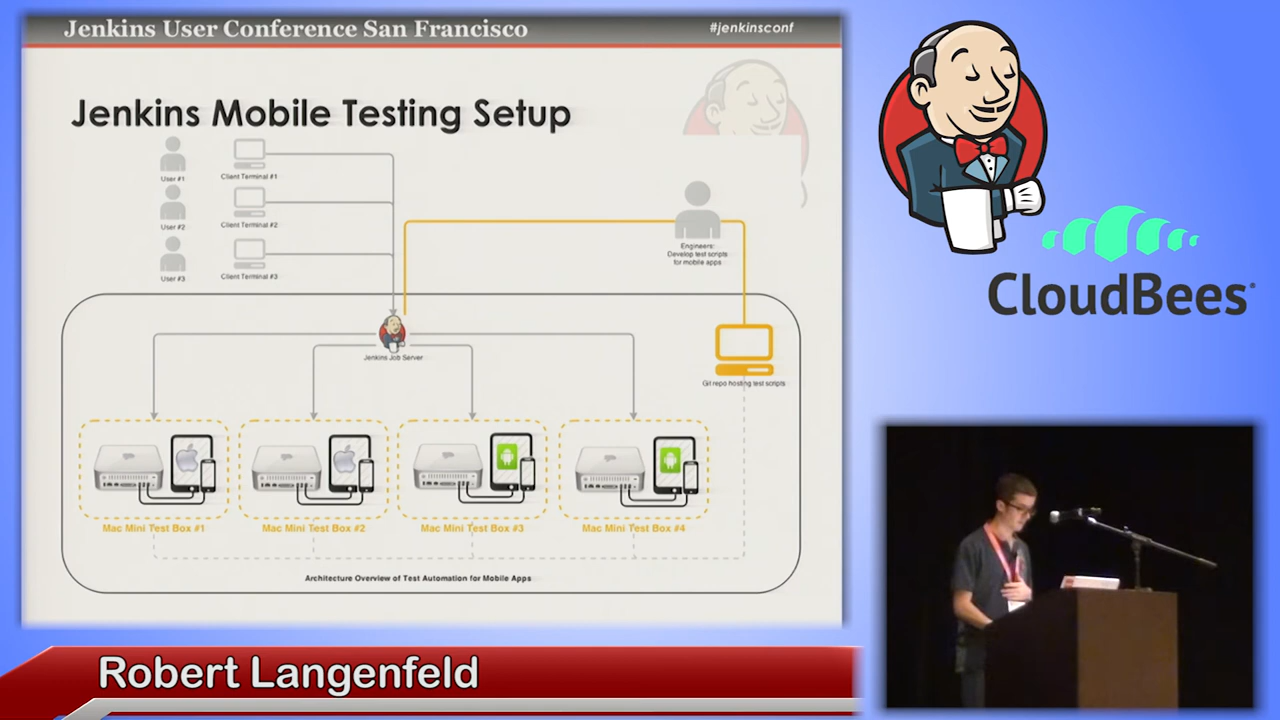 Jenkins User Conference San Francisco
#jenkinsconf
Jenkins Mobile Testing Setup
User #1
Client Terminal #1
User #2
Client Terminal #2
User #3
Client Terminal #3
Engineers:
Develop test scripts
for mobile apps
Jenkins Job Server
Git repo hosting test scripts
Mac Mini Test Box #1
Mac Mini Test Box #2
Mac Mini Test Box #3
Mac Mini Test Box #4
Architecture Overview of Test Automation for Mobile Apps
CloudBees
Robert Langenfeld